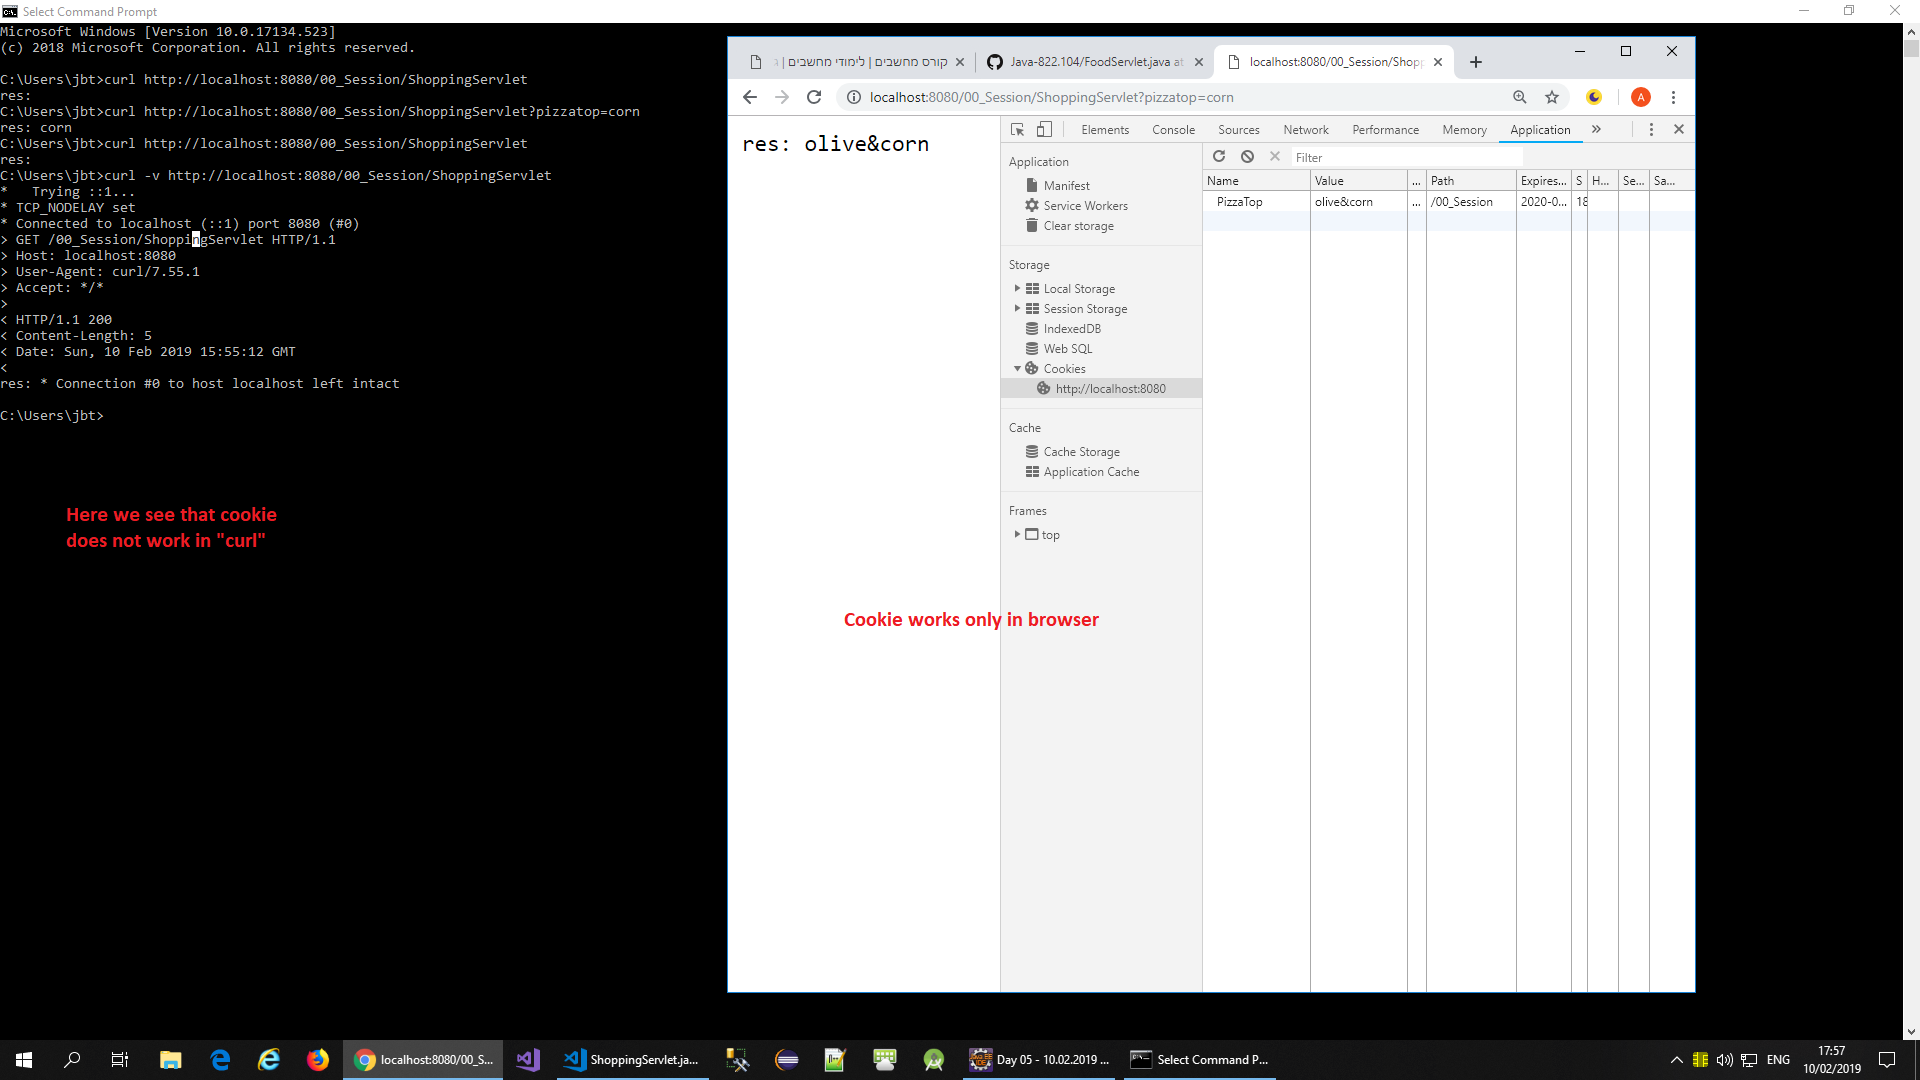 Select Command Prompt
Microsoft Windows [Version 10.0.17134.523]
(c) 2018 Microsoft Corporation. All rights reserved.
C:\Users\jbt>curl http://localhost:8080/00_Session/ShoppingServlet
res:
C:\Users\jbt>curl http://localhost:8080/00_Session/ShoppingServlet?pizzatop=corn
res: corn
C:\Users\jbt>curl http://localhost:8080/00_Session/ShoppingServlet
res:
C:\Users\jbt>curl -v http://localhost:8080/00_Session/ShoppingServlet
*   Trying ::1...
* TCP_NODELAY set
* Connected to localhost (::1) port 8080 (#0)
> GET /00_Session/ShoppingServlet HTTP/1.1
> Host: localhost:8080
> User-Agent: curl/7.55.1
> Accept: */*
>
< HTTP/1.1 200
< Content-Length: 5
< Date: Sun, 10 Feb 2019 15:55:12 GMT
<
res: * Connection #0 to host localhost left intact
C:\Users\jbt>
Here we see that cookie
does not work in "curl"
קורס מחשבים | לימודי מחשבים | ג
Java-822.104/FoodServlet.java at
localhost:8080/00_Session/Shopp
localhost:8080/00_Session/ShoppingServlet?pizzatop=corn
A
res: olive&corn
Elements Console Sources Network Performance Memory Application »
Application
Manifest
Service Workers
Clear storage
Storage
Local Storage
Session Storage
IndexedDB
Web SQL
Cookies
http://localhost:8080
Cache
Cache Storage
Application Cache
Frames
top
Filter
Name Value ... Path Expires... S H... Se... Sa...
PizzaTop olive&corn ... /00_Session 2020-0... 18
Cookie works only in browser
localhost:8080/00_S...
ShoppingServlet.ja...
Day 05 - 10.02.2019 ...
Select Command P...
ENG
17:57
10/02/2019